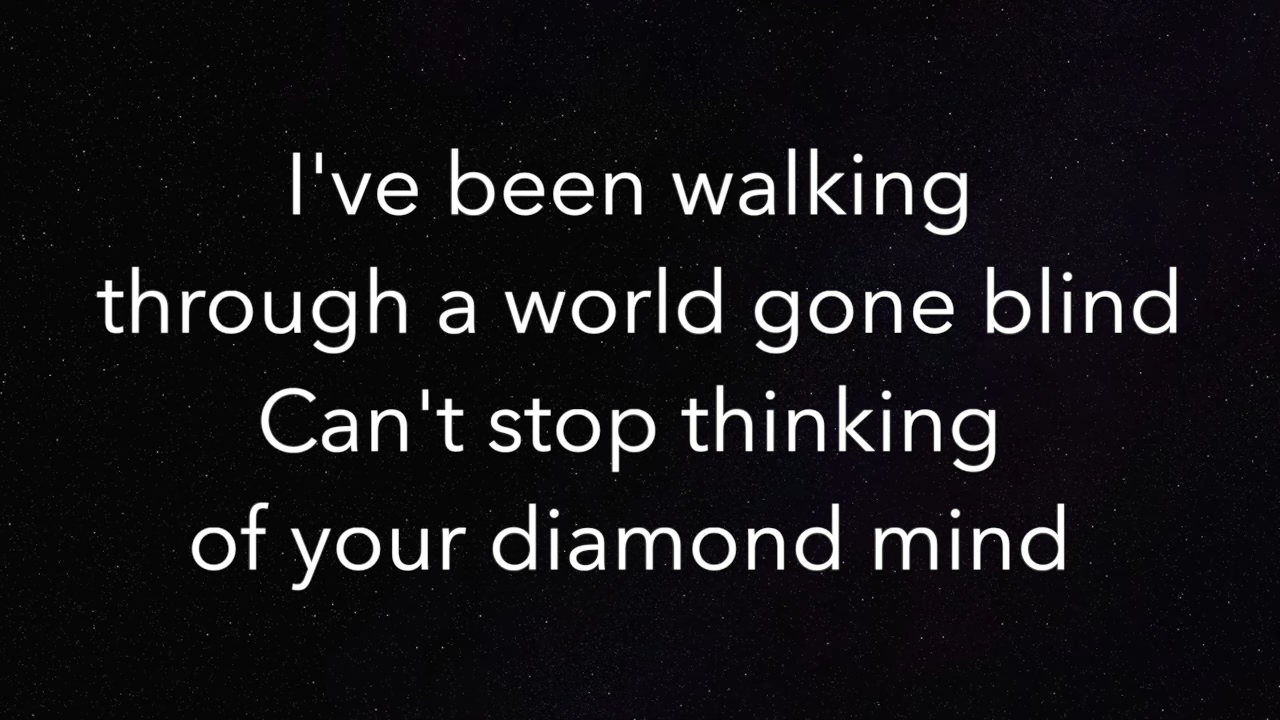 I've been walking
through a world gone blind
Can't stop thinking
of your diamond mind